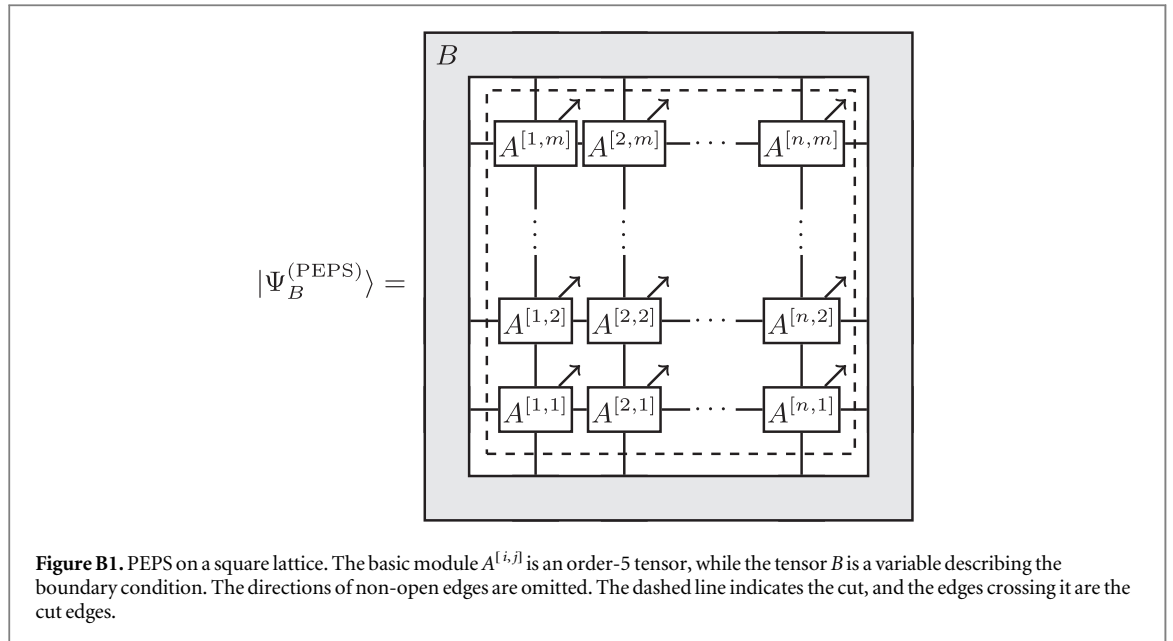 B
A^{[1,m]} A^{[2,m]} ··· A^{[n,m]}
|Ψ_B^{(PEPS)}⟩ =
A^{[1,2]} A^{[2,2]} ··· A^{[n,2]}
A^{[1,1]} A^{[2,1]} ··· A^{[n,1]}
Figure B1. PEPS on a square lattice. The basic module A^{[i,j]} is an order-5 tensor, while the tensor B is a variable describing the
boundary condition. The directions of non-open edges are omitted. The dashed line indicates the cut, and the edges crossing it are the
cut edges.